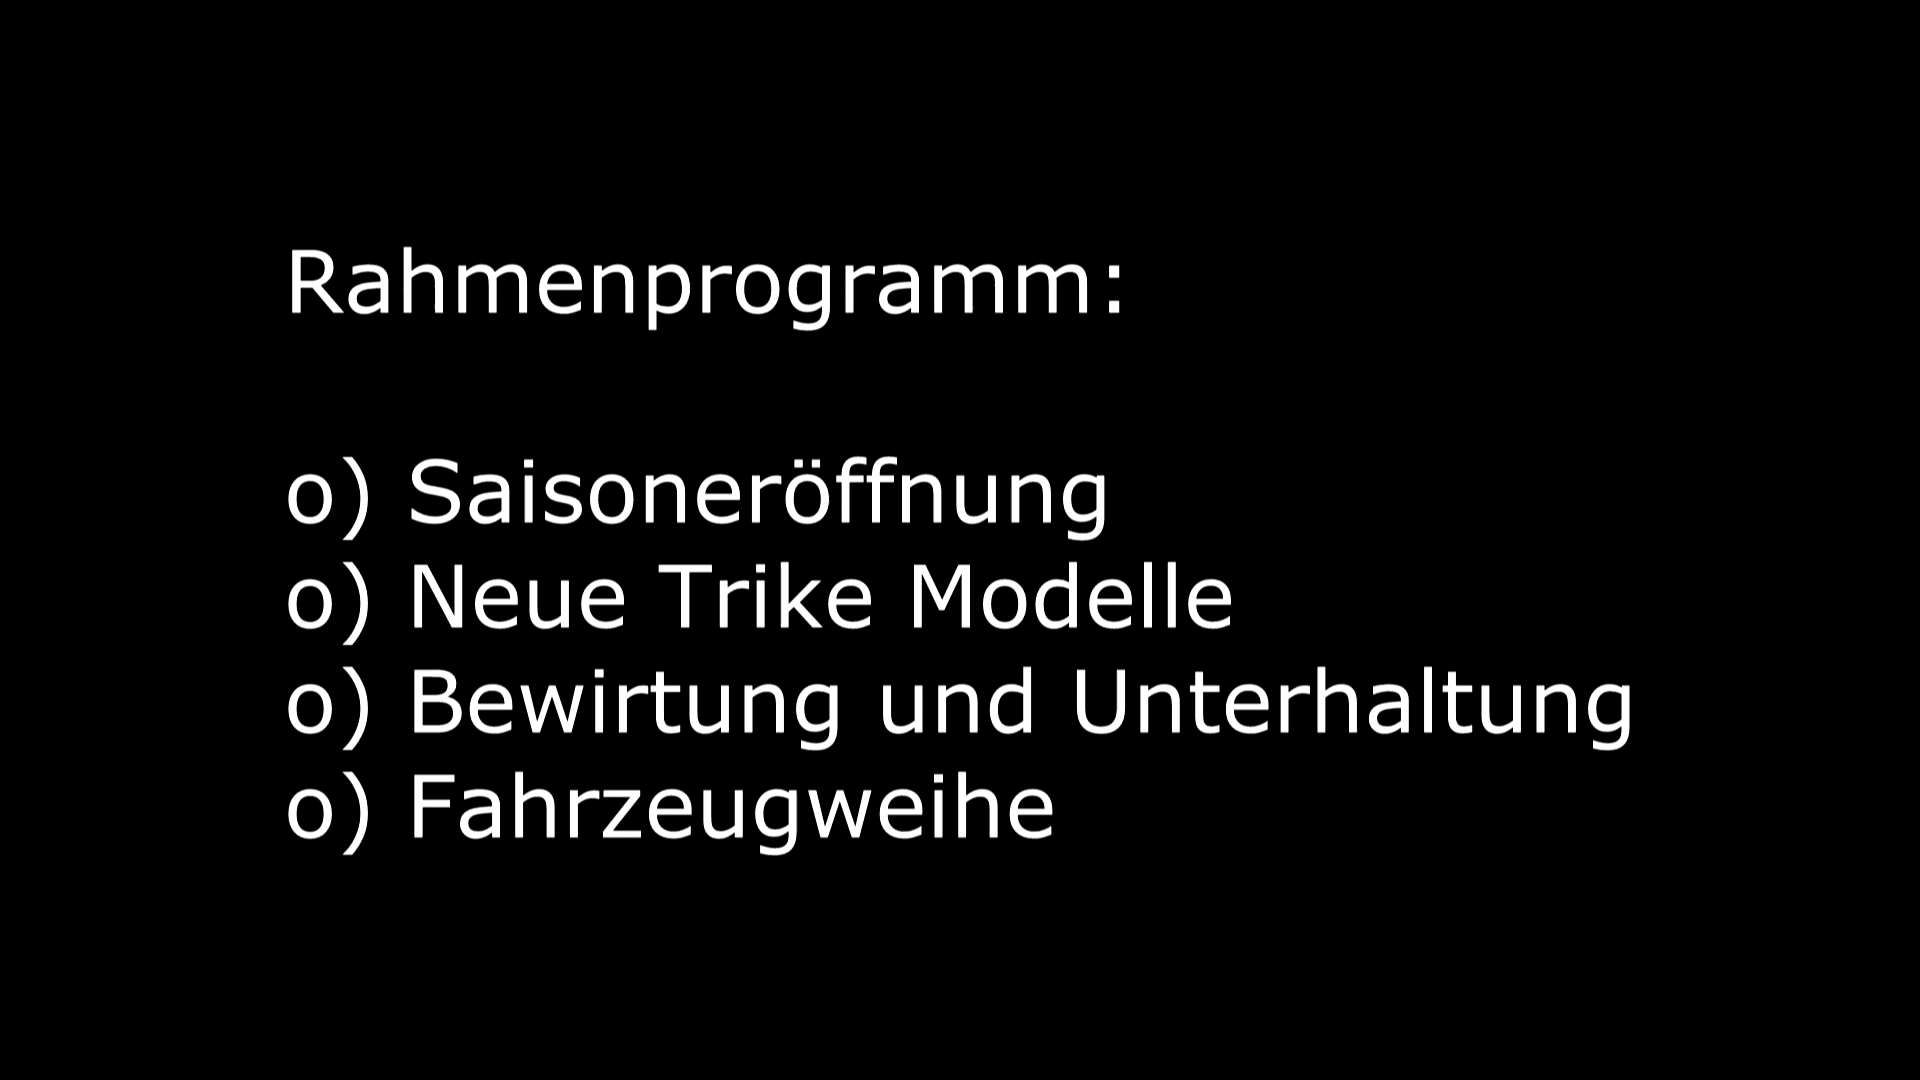 Rahmenprogramm:
o) Saisoneröffnung
o) Neue Trike Modelle
o) Bewirtung und Unterhaltung
o) Fahrzeugweihe